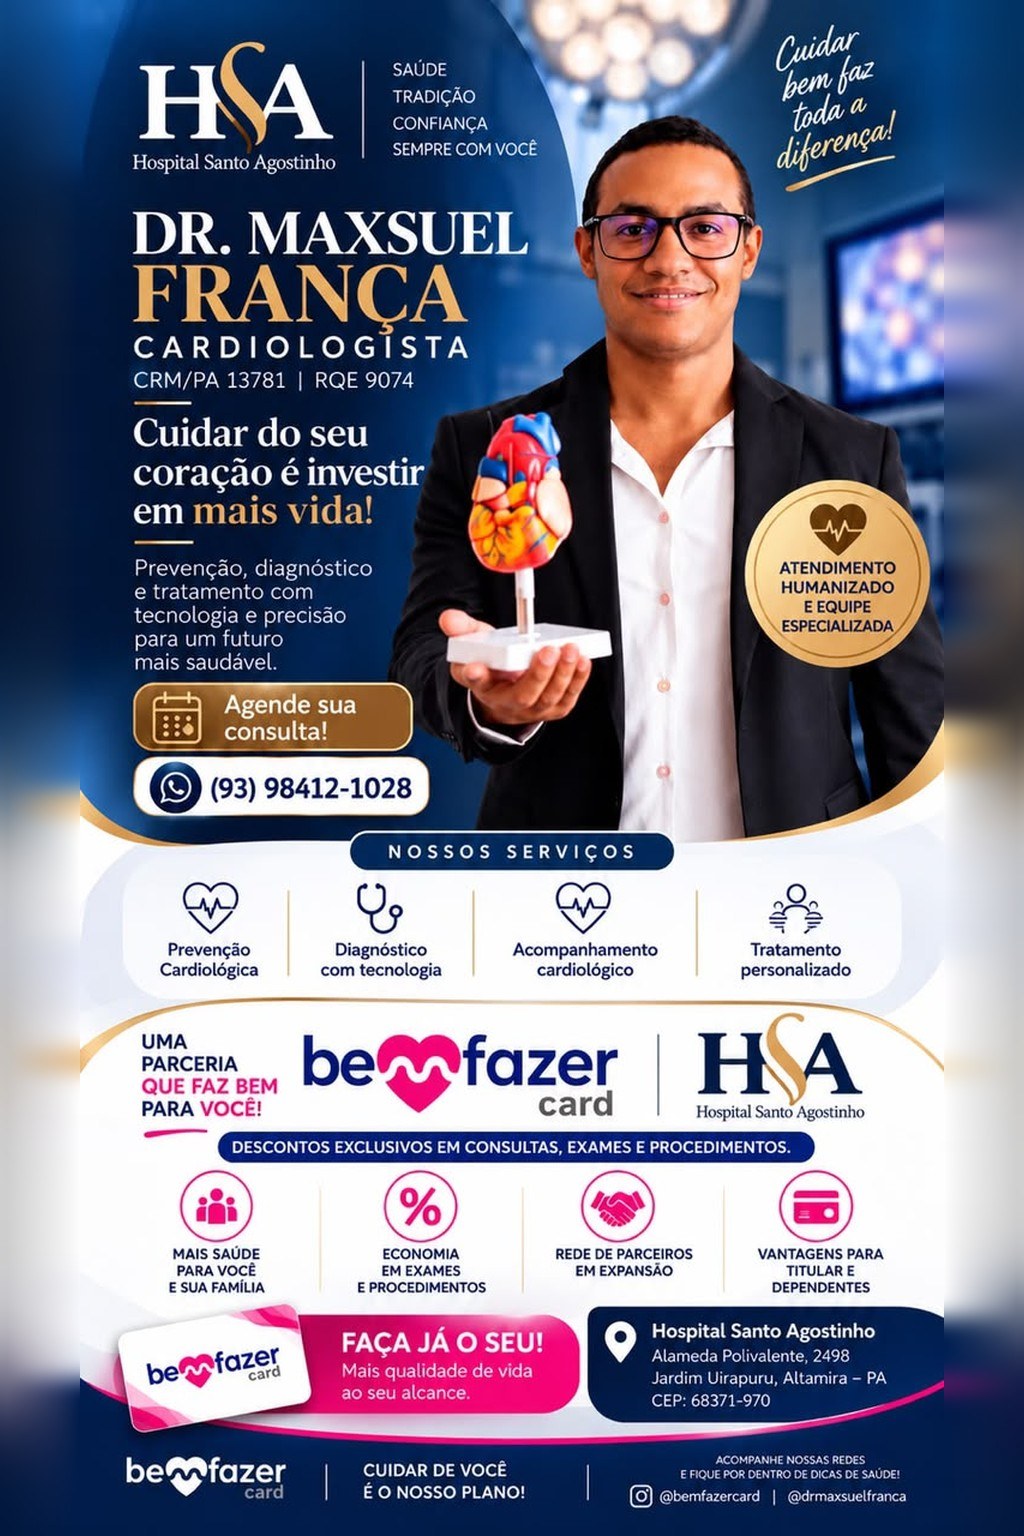 HSA
Hospital Santo Agostinho
SAÚDE
TRADIÇÃO
CONFIANÇA
SEMPRE COM VOCÊ
Cuidar
bem faz
toda a
diferença!
DR. MAXSUEL
FRANÇA
CARDIOLOGISTA
CRM/PA 13781 | RQE 9074
Cuidar do seu
coração é investir
em mais vida!
Prevenção, diagnóstico
e tratamento com
tecnologia e precisão
para um futuro
mais saudável.
ATENDIMENTO
HUMANIZADO
E EQUIPE
ESPECIALIZADA
Agende sua
consulta!
(93) 98412-1028
NOSSOS SERVIÇOS
Prevenção
Cardiológica
Diagnóstico
com tecnologia
Acompanhamento
cardiológico
Tratamento
personalizado
UMA
PARCERIA
QUE FAZ BEM
PARA VOCÊ!
bemfazer
card
HSA
Hospital Santo Agostinho
DESCONTOS EXCLUSIVOS EM CONSULTAS, EXAMES E PROCEDIMENTOS.
MAIS SAÚDE
PARA VOCÊ
E SUA FAMÍLIA
%
ECONOMIA
EM EXAMES
E PROCEDIMENTOS
REDE DE PARCEIROS
EM EXPANSÃO
VANTAGENS PARA
TITULAR E
DEPENDENTES
bemfazer
card
FAÇA JÁ O SEU!
Mais qualidade de vida
ao seu alcance.
Hospital Santo Agostinho
Alameda Polivalente, 2498
Jardim Uirapuru, Altamira – PA
CEP: 68371-970
bemfazer
card
CUIDAR DE VOCÊ
É O NOSSO PLANO!
ACOMPANHE NOSSAS REDES
E FIQUE POR DENTRO DE DICAS DE SAÚDE!
@bemfazercard | @drmaxsuelfranca